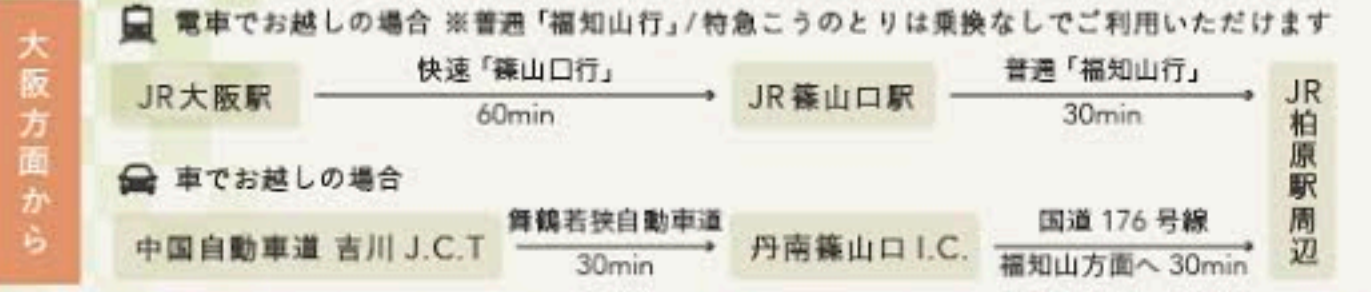 大阪方面から
電車でお越しの場合 ※普通「福知山行」/特急こうのとりは乗換なしでご利用いただけます
JR大阪駅
快速「篠山口行」
60min
JR篠山口駅
普通「福知山行」
30min
JR柏原駅周辺
車でお越しの場合
中国自動車道 吉川 J.C.T
舞鶴若狭自動車道
30min
丹南篠山口 I.C.
国道 176 号線
福知山方面へ 30min